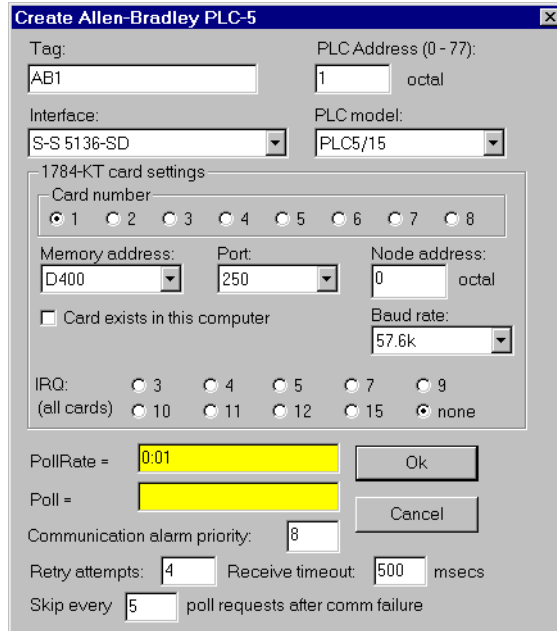 Create Allen-Bradley PLC-5
Tag: PLC Address (0 - 77):
AB1 1 octal
Interface: PLC model:
S-S 5136-SD PLC5/15
1784-KT card settings
Card number
1 2 3 4 5 6 7 8
Memory address: Port: Node address:
D400 250 0 octal
Card exists in this computer Baud rate:
57.6k
IRQ: 3 4 5 7 9
(all cards) 10 11 12 15 none
PollRate = 0:01 Ok
Poll =
Cancel
Communication alarm priority: 8
Retry attempts: 4 Receive timeout: 500 msecs
Skip every 5 poll requests after comm failure